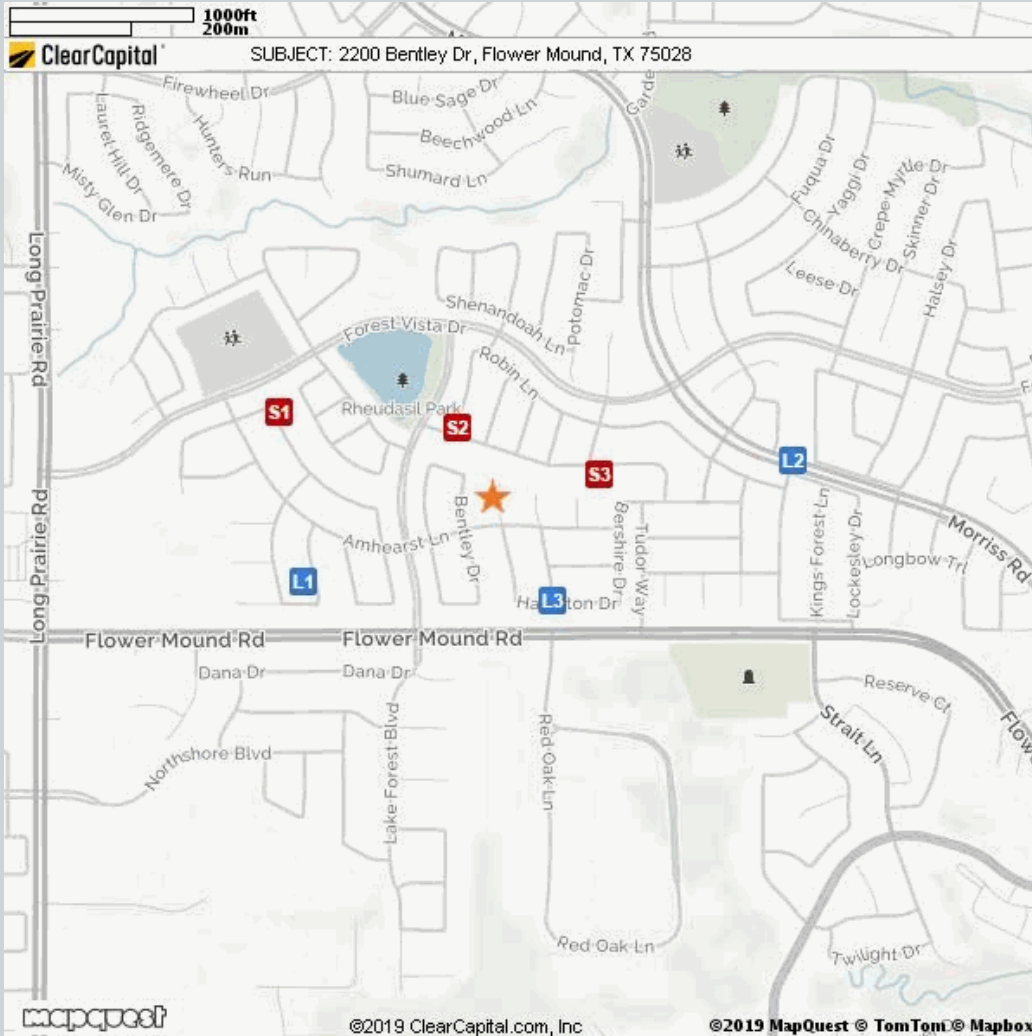 1000ft
200m
ClearCapital
SUBJECT: 2200 Bentley Dr, Flower Mound, TX 75028
Firewheel Dr
Blue Sage Dr
Beechwood Ln
Shumard Ln
Laurel Hill Dr
Ridgemere Dr
Hunters Run
Misty Glen Dr
Fuqua Dr
Yaggi Dr
Crepe Myrtle Dr
Skinner Dr
Chinaberry Dr
Leese Dr
Halsey Dr
Long Prairie Rd
Potomac Dr
Shenandoah Ln
Forest Vista Dr
Robin Ln
Rheudasil Park
S1
S2
S3
L2
Long Prairie Rd
Bentley Dr
Amhearst Ln
Bershire Dr
Tudor Way
Kings Forest Ln
Lockesley Dr
Longbow Trl
Morriss Rd
L1
L3
Flower Mound Rd
Flower Mound Rd
Dana Dr
Dana Dr
Reserve Ct
Strait Ln
Northshore Blvd
Lake Forest Blvd
Red Oak Ln
Red Oak Ln
Twilight Dr
mapquest
©2019 ClearCapital.com, Inc
©2019 MapQuest © TomTom © Mapbox